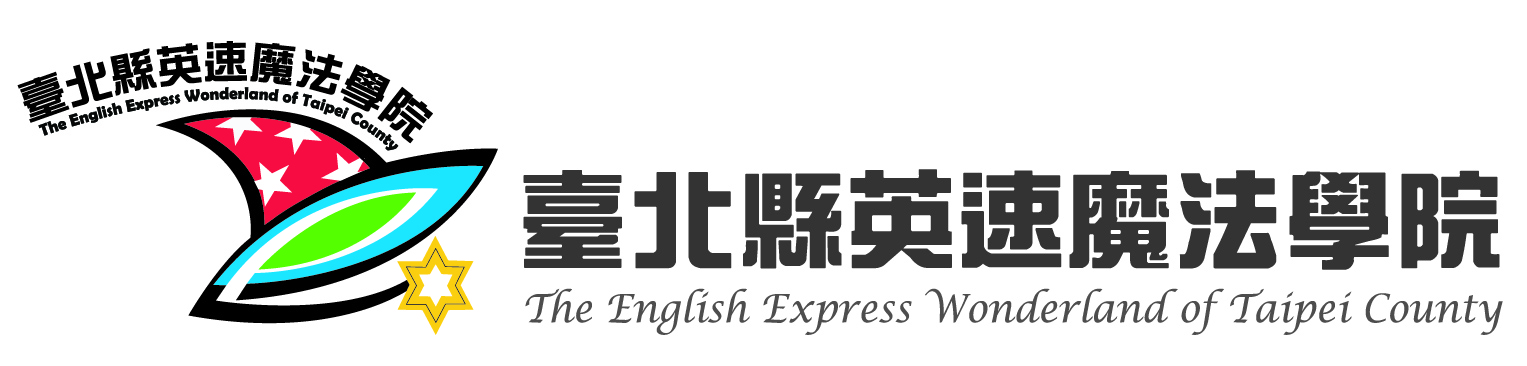 臺北縣英速魔法學院
The English Express Wonderland of Taipei County
臺北縣英速魔法學院
The English Express Wonderland of Taipei County